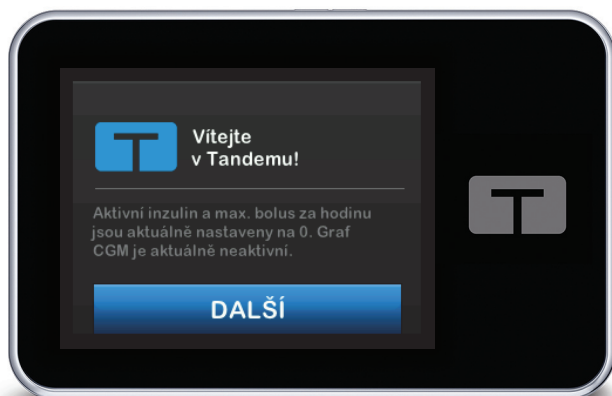 Vítejte
v Tandemu!
Aktivní inzulin a max. bolus za hodinu
jsou aktuálně nastaveny na 0. Graf
CGM je aktuálně neaktivní.
DALŠÍ